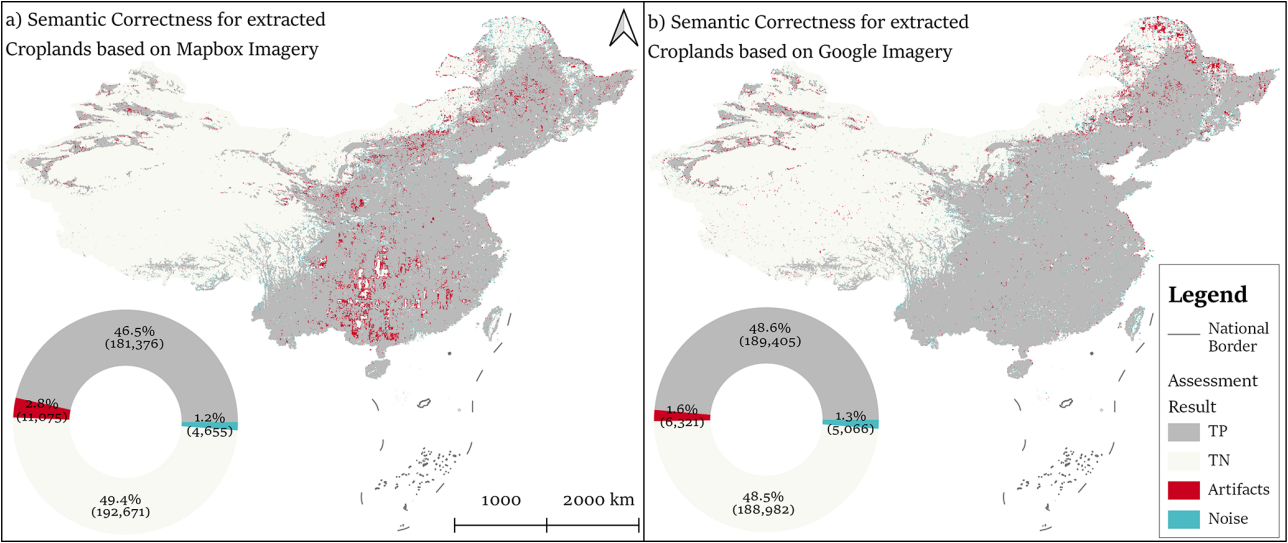 a) Semantic Correctness for extracted
Croplands based on Mapbox Imagery
46.5%
(181,376)
2.8%
(11,075)
1.2%
(4,655)
49.4%
(192,671)
1000
2000 km
b) Semantic Correctness for extracted
Croplands based on Google Imagery
48.6%
(189,405)
1.6%
(6,321)
1.3%
(5,066)
48.5%
(188,982)
Legend
National
Border
Assessment
Result
TP
TN
Artifacts
Noise